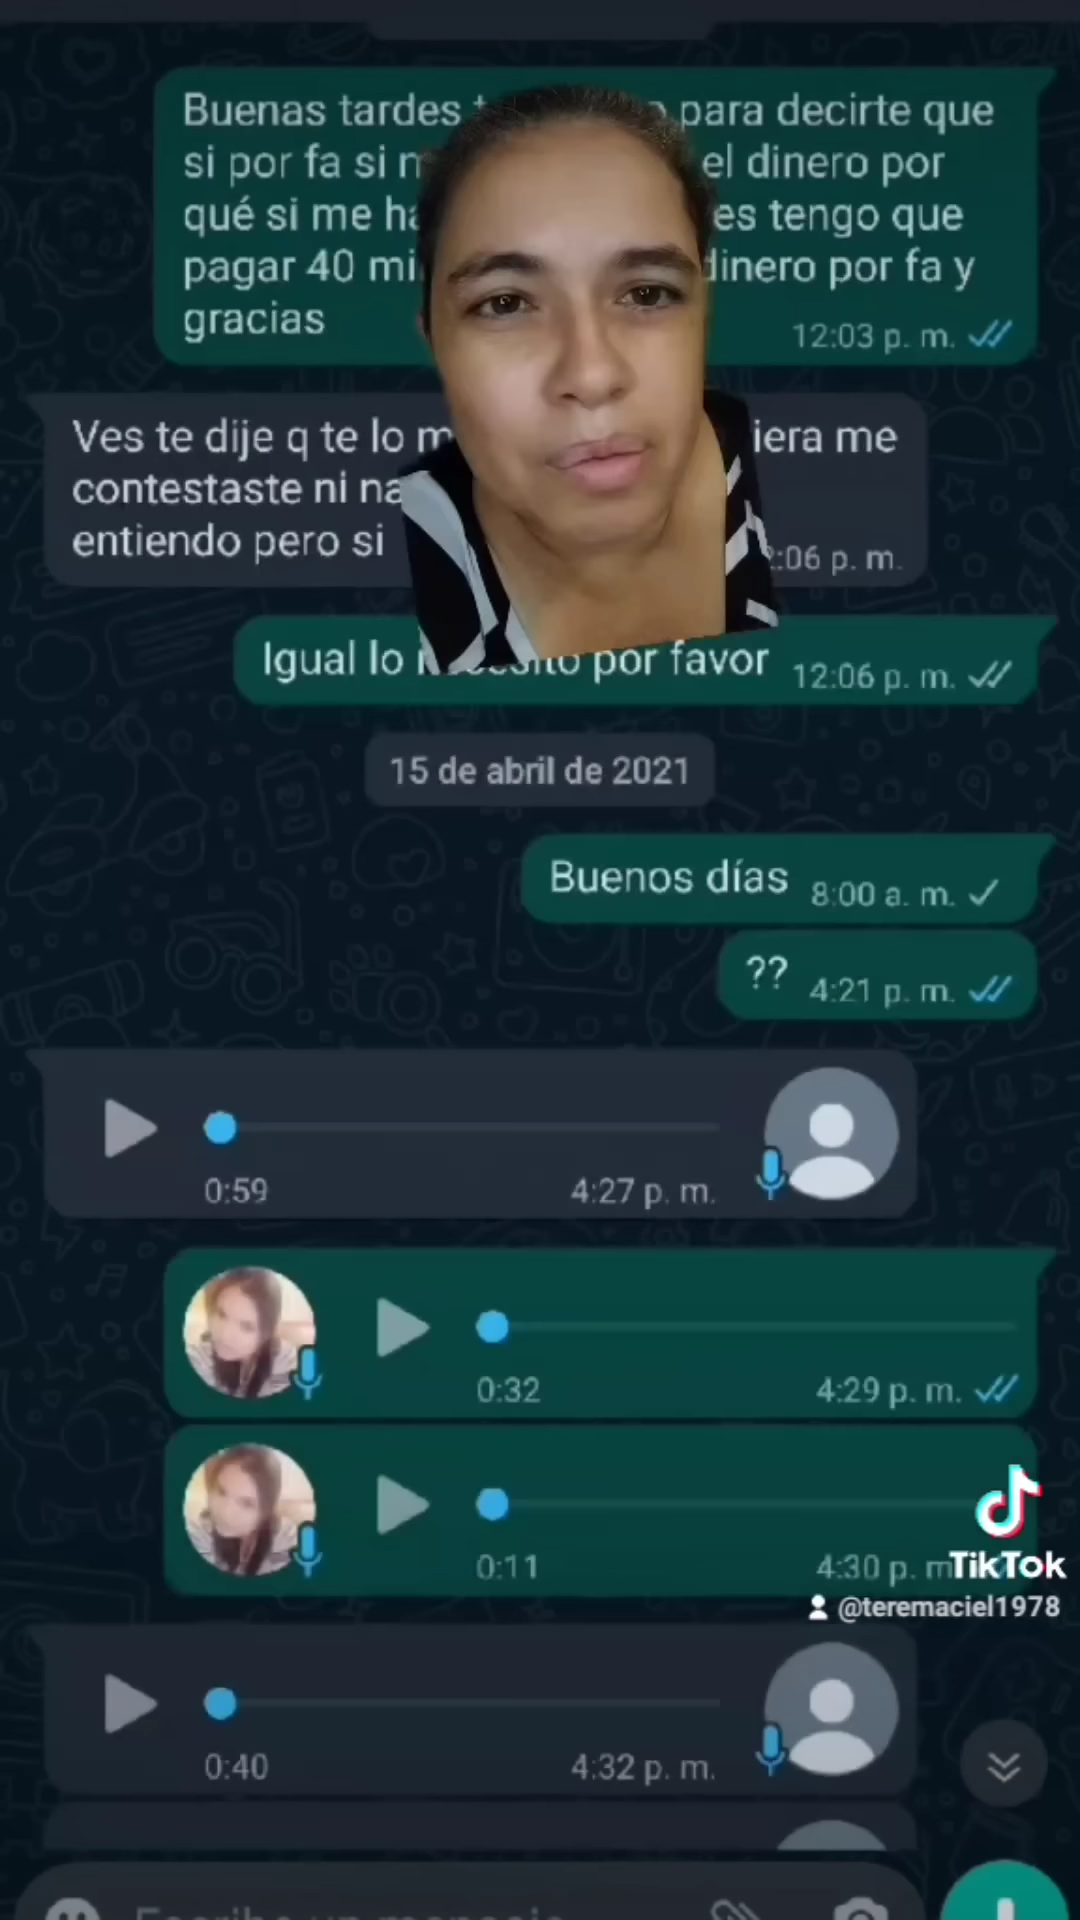 Buenas tardes para decirte que
si por fa si el dinero por
qué si me es tengo que
pagar 40 dinero por fa y
gracias
12:03 p. m.
Ves te dije q te lo me
contestaste ni
entiendo pero si
:06 p. m.
Igual lo por favor
12:06 p. m.
15 de abril de 2021
Buenos días
8:00 a. m.
??
4:21 p. m.
0:59 4:27 p. m.
0:32 4:29 p. m.
0:11 4:30 p. m
TikTok
@teremaciel1978
0:40 4:32 p. m.